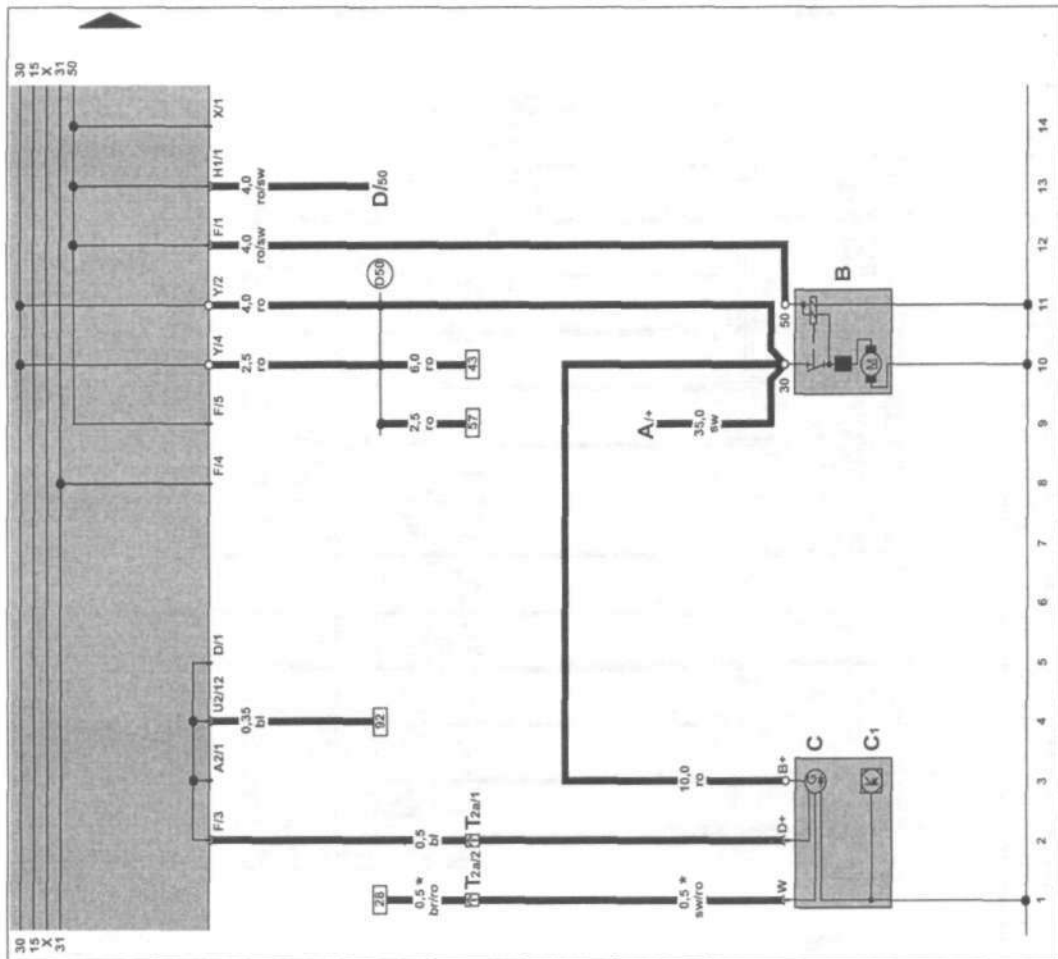 30
15
X
31
30
15
X
31
50
F/3
A2/1
U2/12
D/1
F/4
F/5
Y/4
Y/2
F/1
H1/1
X/1
0,35
bl
2,5
ro
4,0
ro
4,0
ro/sw
4,0
ro/sw
D/50
D50
92
6,0
ro
43
2,5
ro
57
28
0,5 *
br/ro
0,5
bl
T2a/2
T2a/1
A/+
35,0
sw
0,5 *
sw/ro
10,0
ro
W
D+
B+
30
50
G
C
K
C1
M
B
1
2
3
4
5
6
7
8
9
10
11
12
13
14